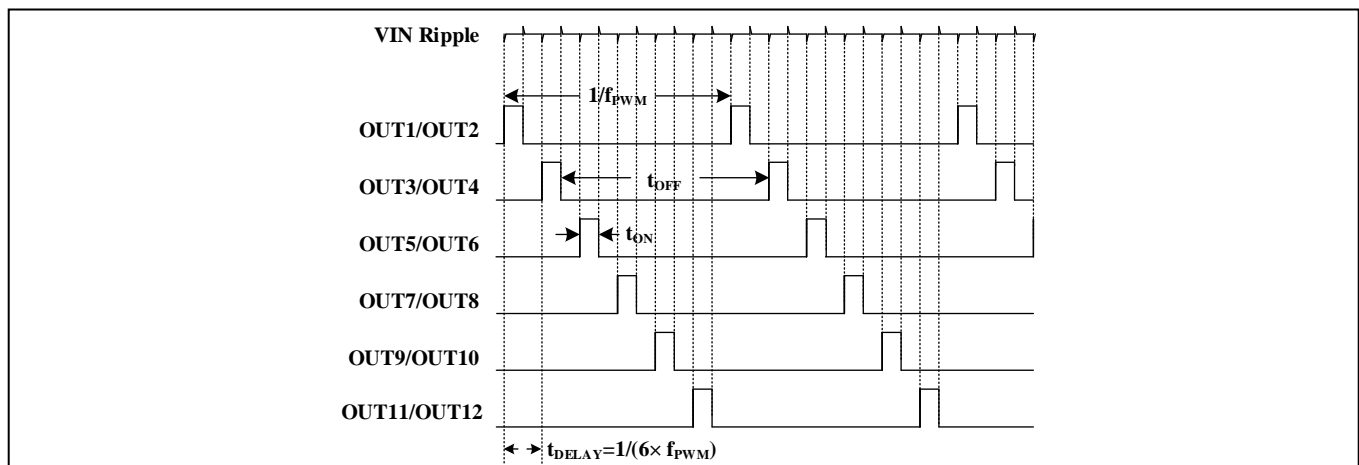 VIN Ripple
1/fPWM
OUT1/OUT2
OUT3/OUT4
tOFF
OUT5/OUT6
tON
OUT7/OUT8
OUT9/OUT10
OUT11/OUT12
tDELAY=1/(6× fPWM)